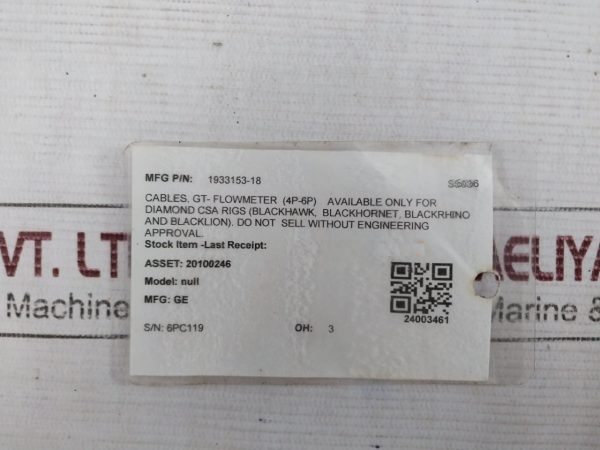 MFG P/N: 1933153-18
CABLES, GT- FLOWMETER (4P-6P) AVAILABLE ONLY FOR
DIAMOND CSA RIGS (BLACKHAWK, BLACKHORNET, BLACKRHINO
AND BLACKLION). DO NOT SELL WITHOUT ENGINEERING
APPROVAL.
Stock Item -Last Receipt:
ASSET: 20100246
Model: null
MFG: GE
24003461
S/N: 6PC119 OH: 3
VT. LT
AELIYA
Machine
Marine &